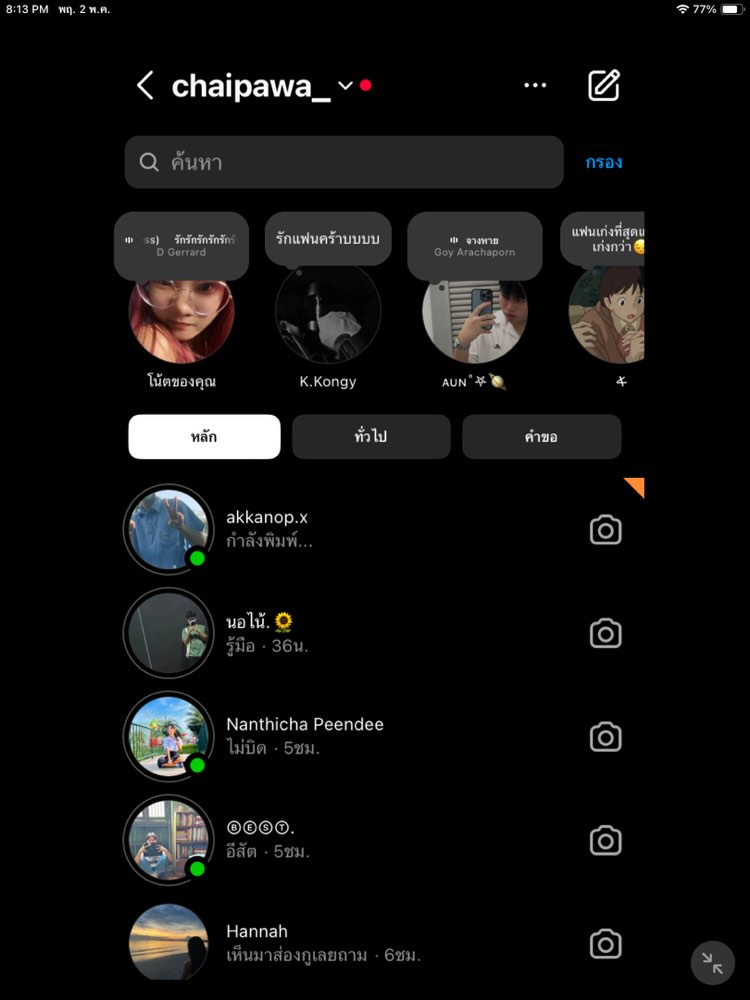 8:13 PM พฤ. 2 พ.ค.
77%
chaipawa_
ค้นหา
กรอง
ss) รักรักรักรักรัก
D Gerrard
รักแฟนคร้าบบบบ
จางหาย
Goy Arachaporn
แฟนเก่งที่สุด
เก่งกว่า😔
โน้ตของคุณ
K.Kongy
ᴀᴜɴ˚⛧🪐
หลัก
ทั่วไป
คำขอ
akkanop.x
กำลังพิมพ์...
นอไน้.🌻
รู้มือ · 36น.
Nanthicha Peendee
ไม่บิด · 5ชม.
ⒷⒺⓈⓉ.
อีสัต · 5ชม.
Hannah
เห็นมาส่องกูเลยถาม · 6ชม.